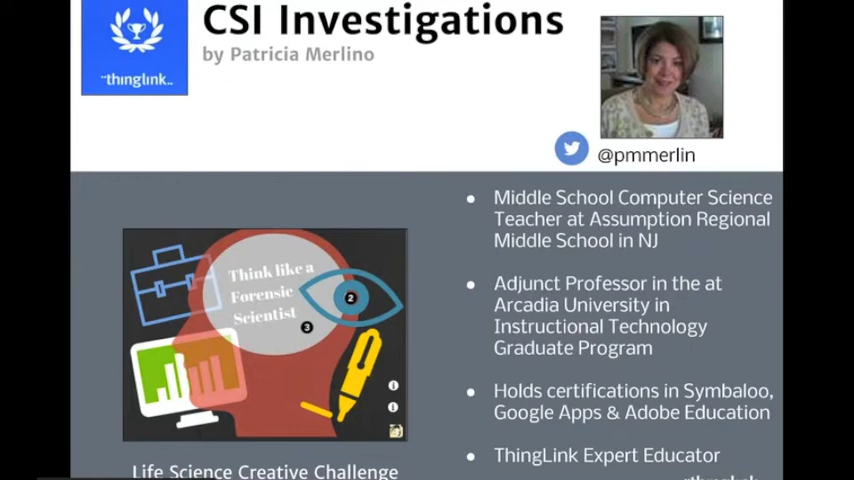 CSI Investigations
by Patricia Merlino
thinglink..
@pmmerlin
Think like a
Forensic
Scientist
2
3
Life Science Creative Challenge
• Middle School Computer Science
Teacher at Assumption Regional
Middle School in NJ
• Adjunct Professor in the at
Arcadia University in
Instructional Technology
Graduate Program
• Holds certifications in Symbaloo,
Google Apps & Adobe Education
• ThingLink Expert Educator